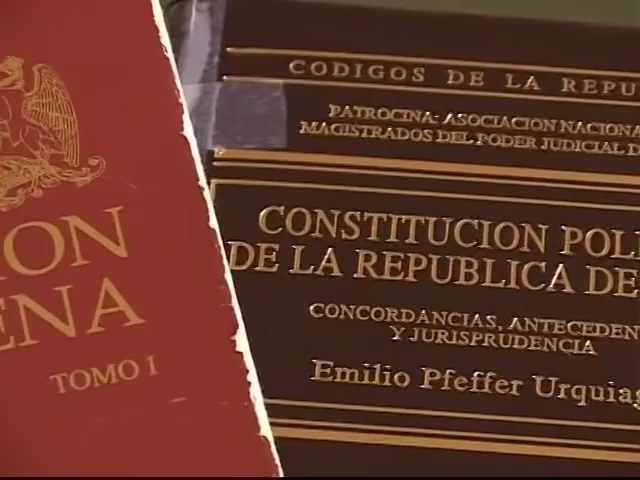 ION
ENA
TOMO I
CODIGOS DE LA REPU
PATROCINA: ASOCIACION NACIONA
MAGISTRADOS DEL PODER JUDICIAL D
CONSTITUCION POLI
DE LA REPUBLICA DE
CONCORDANCIAS, ANTECEDEN
Y JURISPRUDENCIA
Emilio Pfeffer Urquiag